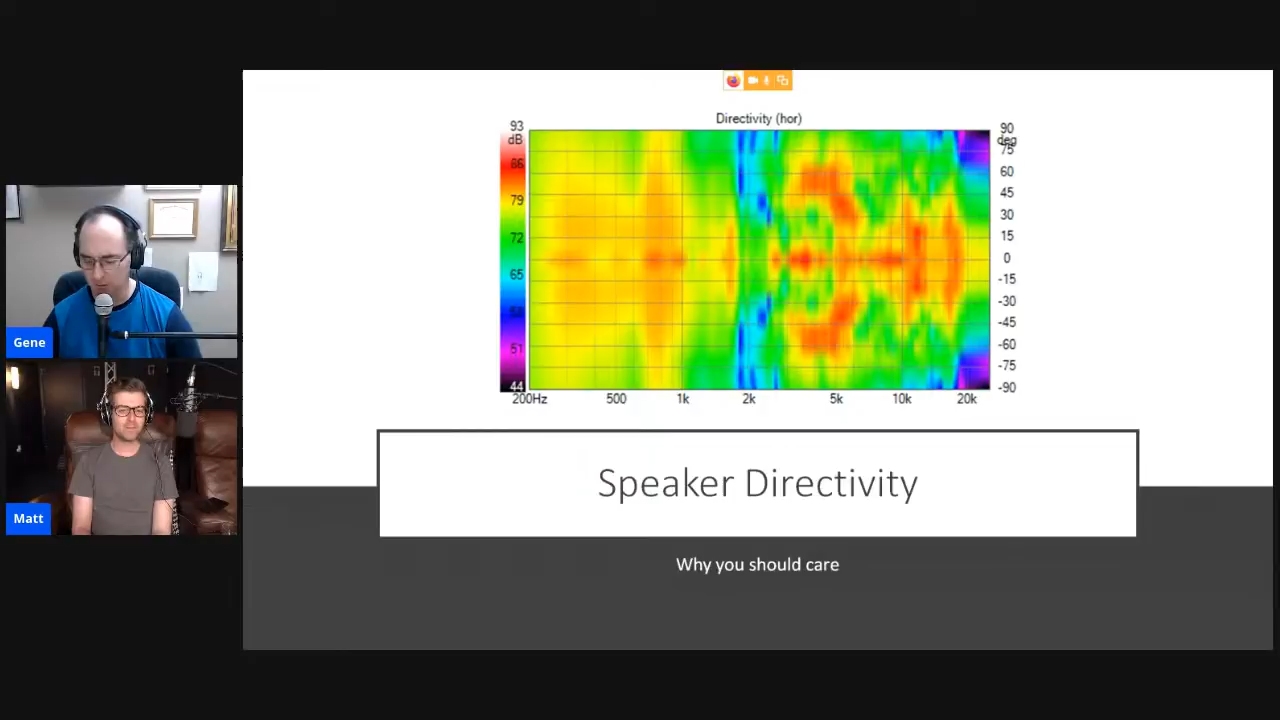 Directivity (hor)
93
dB
86
79
72
65
58
51
44
90
deg
75
60
45
30
15
0
-15
-30
-45
-60
-75
-90
200Hz 500 1k 2k 5k 10k 20k
Gene
Matt
Speaker Directivity
Why you should care